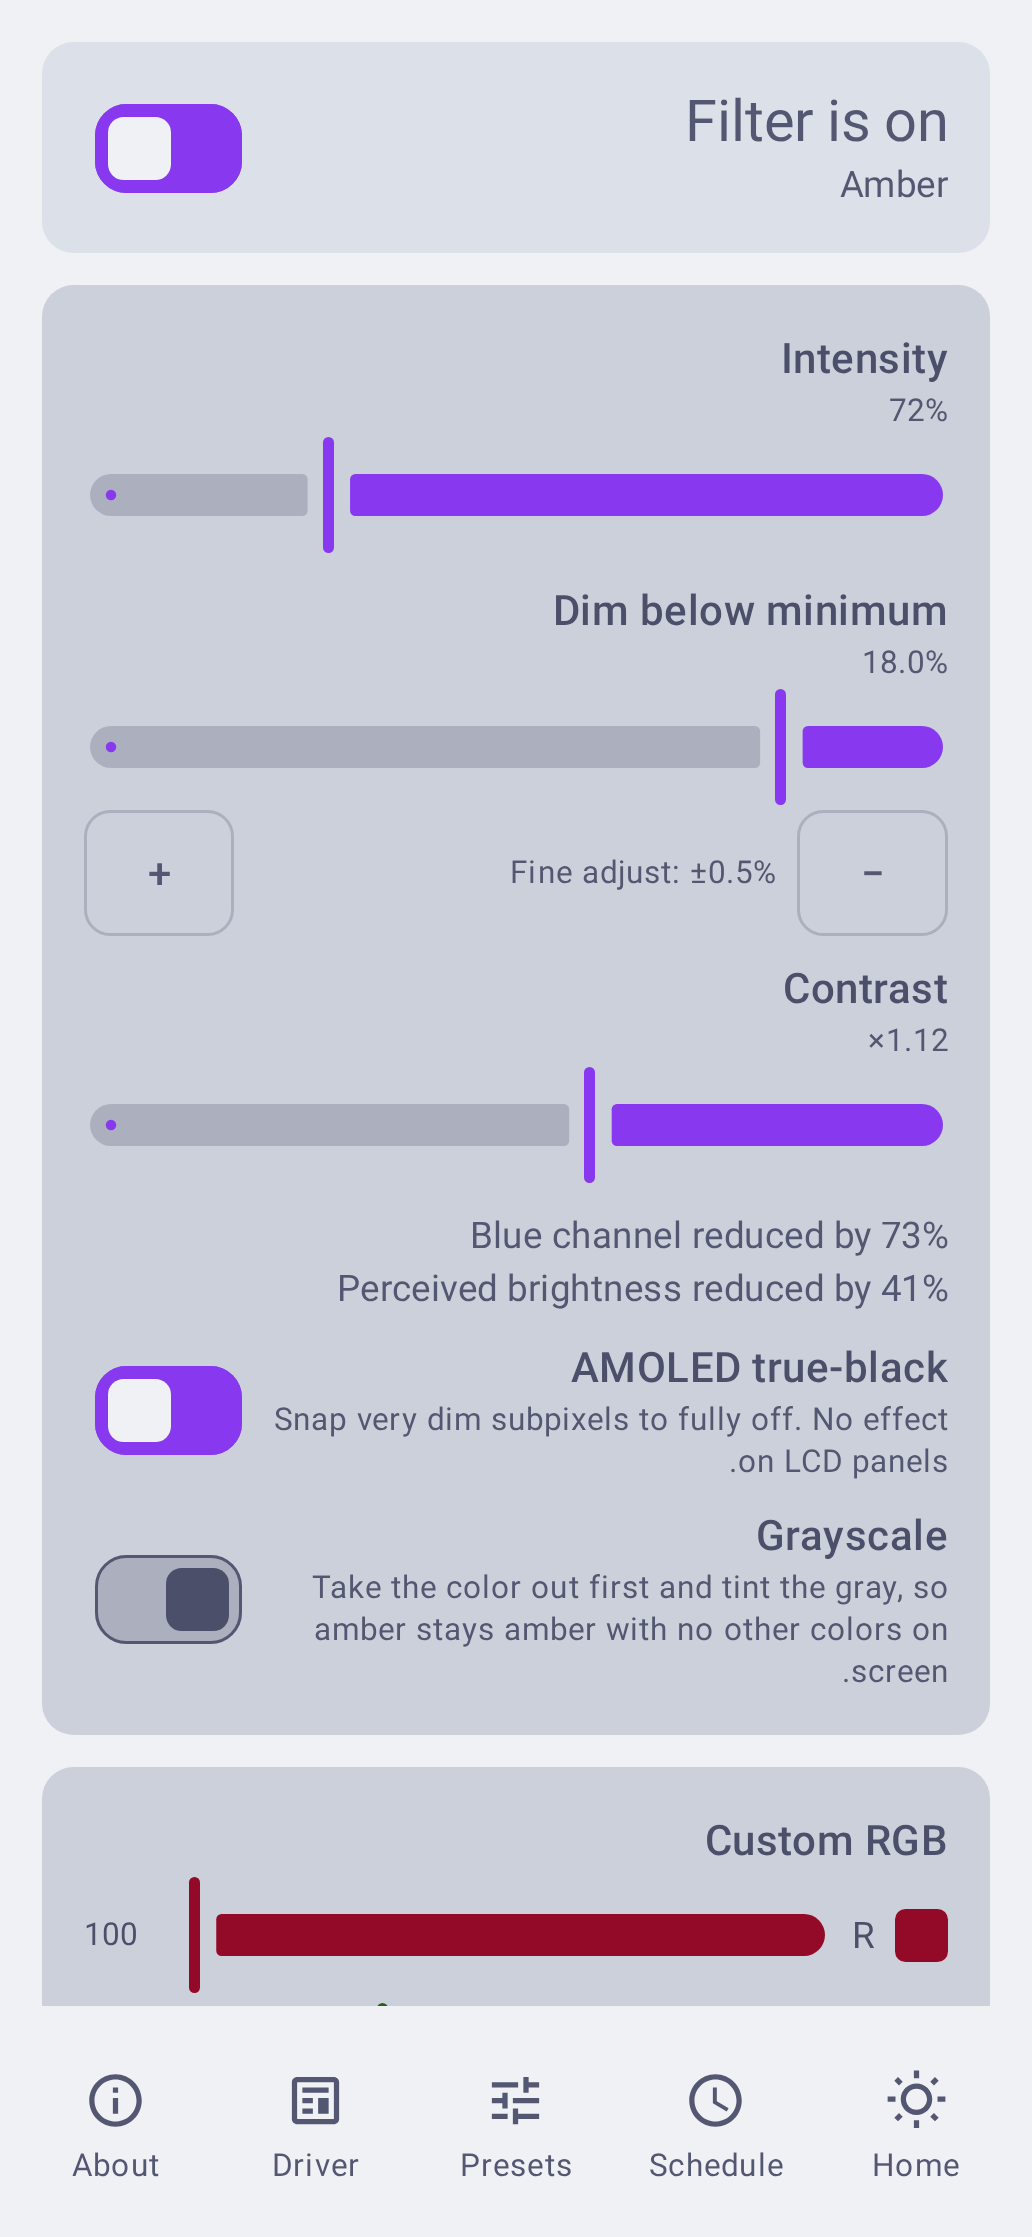 Filter is on
Amber
Intensity
72%
Dim below minimum
18.0%
−
Fine adjust: ±0.5%
+
Contrast
×1.12
Blue channel reduced by 73%
Perceived brightness reduced by 41%
AMOLED true-black
Snap very dim subpixels to fully off. No effect
.on LCD panels
Grayscale
Take the color out first and tint the gray, so
amber stays amber with no other colors on
.screen
Custom RGB
R
100
Home
Schedule
Presets
Driver
About